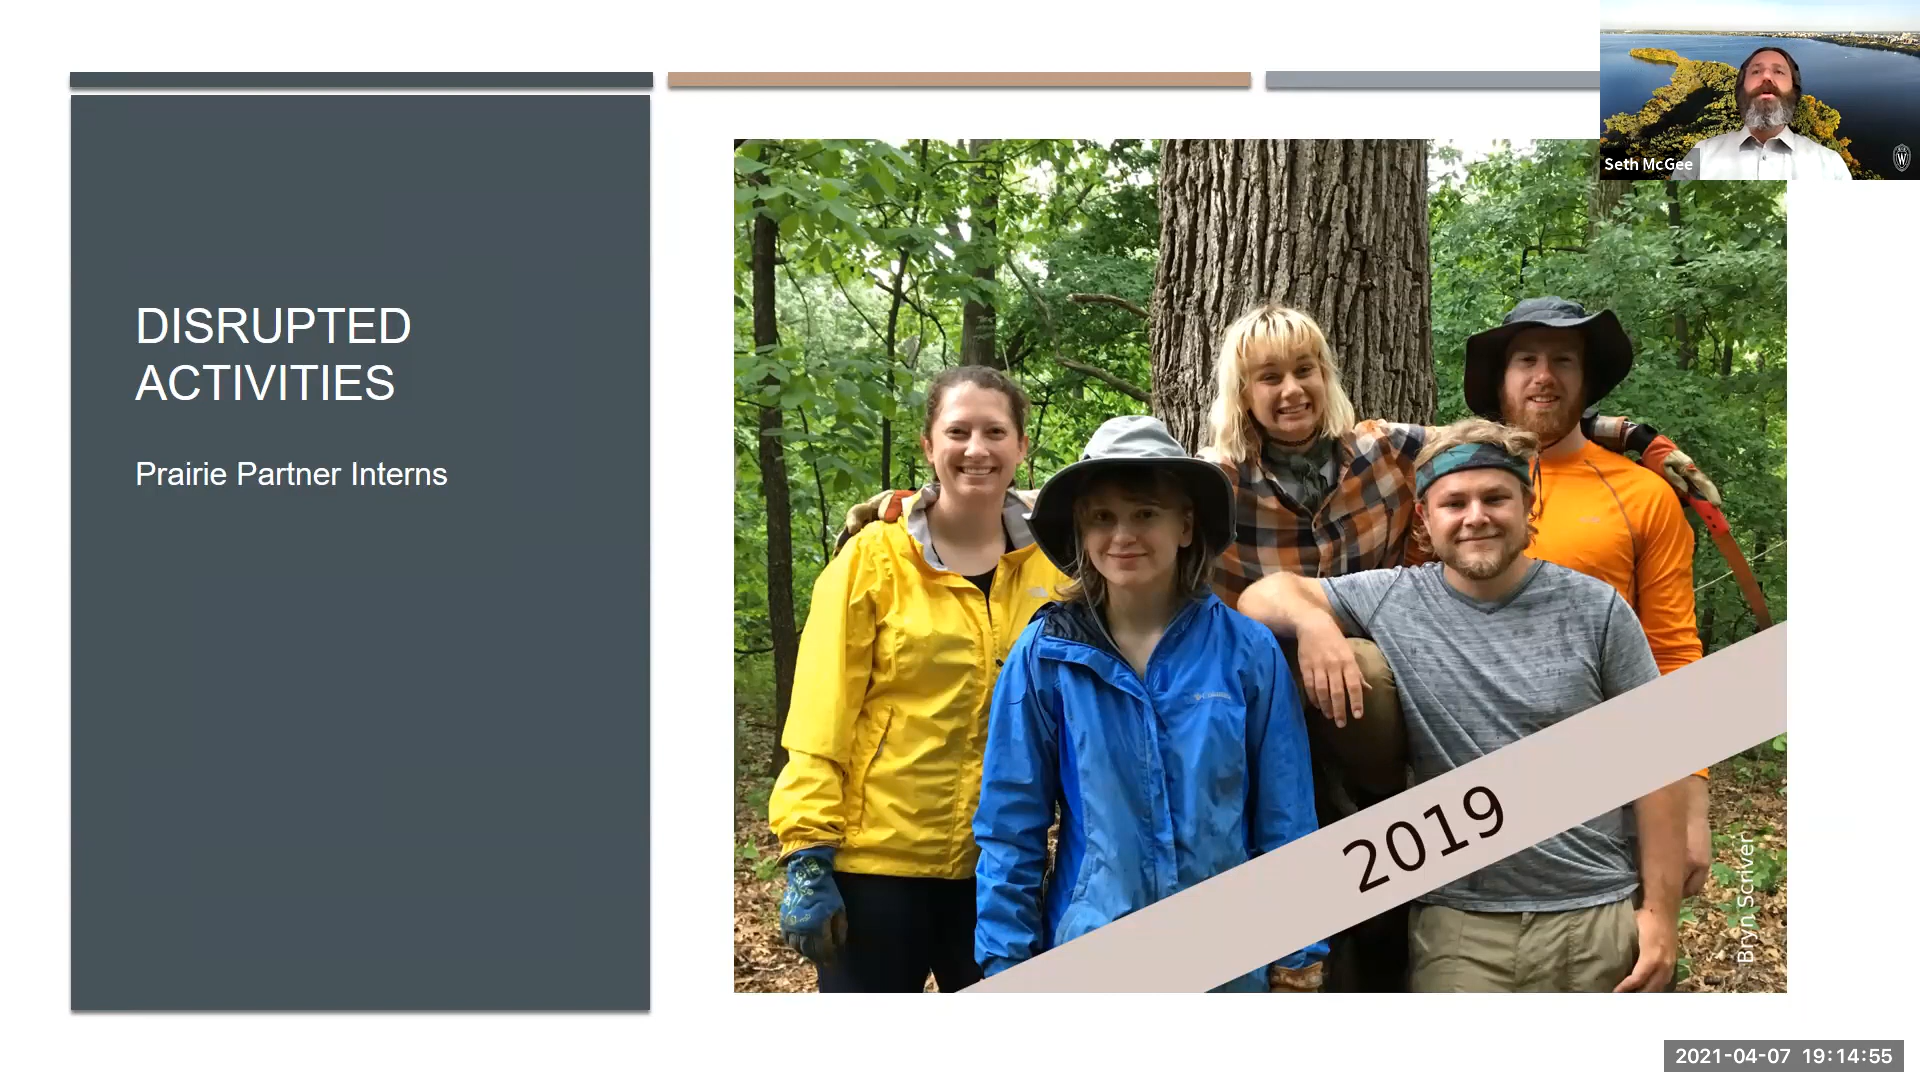 DISRUPTED
ACTIVITIES
Prairie Partner Interns
Seth McGee
W
2019
Bryn Scriver
2021-04-07 19:14:55